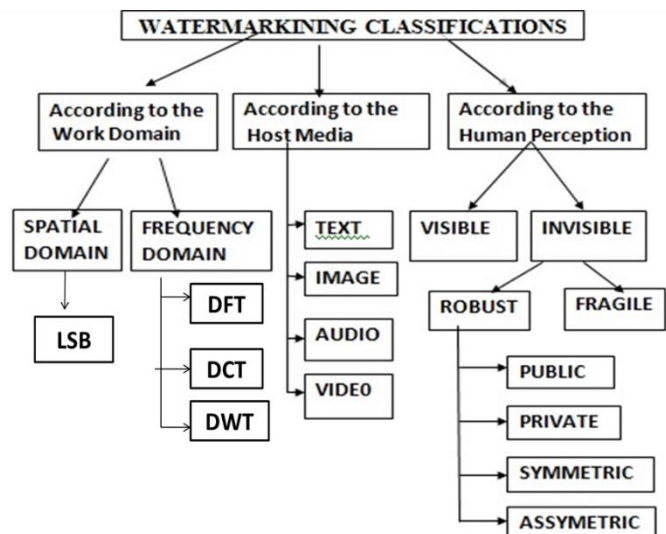 WATERMARKINING CLASSIFICATIONS
According to the
Work Domain
According to the
Host Media
According to the
Human Perception
SPATIAL
DOMAIN
FREQUENCY
DOMAIN
TEXT
VISIBLE
INVISIBLE
IMAGE
DFT
ROBUST
FRAGILE
LSB
AUDIO
DCT
PUBLIC
VIDE0
DWT
PRIVATE
SYMMETRIC
ASSYMETRIC